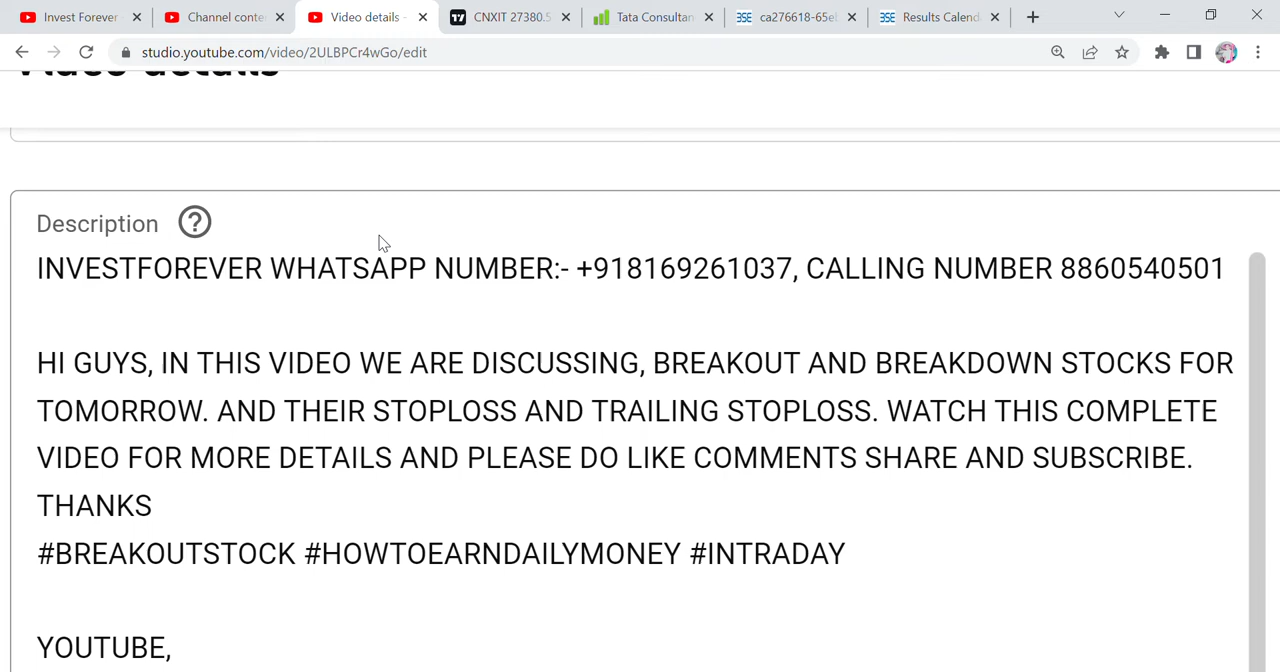 Invest Forever
Channel conte
Video details -
CNXIT 27380.5
Tata Consultan
ca276618-65e
Results Calend
studio.youtube.com/video/2ULBPCr4wGo/edit
Video details
Description
INVESTFOREVER WHATSAPP NUMBER:- +918169261037, CALLING NUMBER 8860540501
HI GUYS, IN THIS VIDEO WE ARE DISCUSSING, BREAKOUT AND BREAKDOWN STOCKS FOR
TOMORROW. AND THEIR STOPLOSS AND TRAILING STOPLOSS. WATCH THIS COMPLETE
VIDEO FOR MORE DETAILS AND PLEASE DO LIKE COMMENTS SHARE AND SUBSCRIBE.
THANKS
#BREAKOUTSTOCK #HOWTOEARNDAILYMONEY #INTRADAY
YOUTUBE,